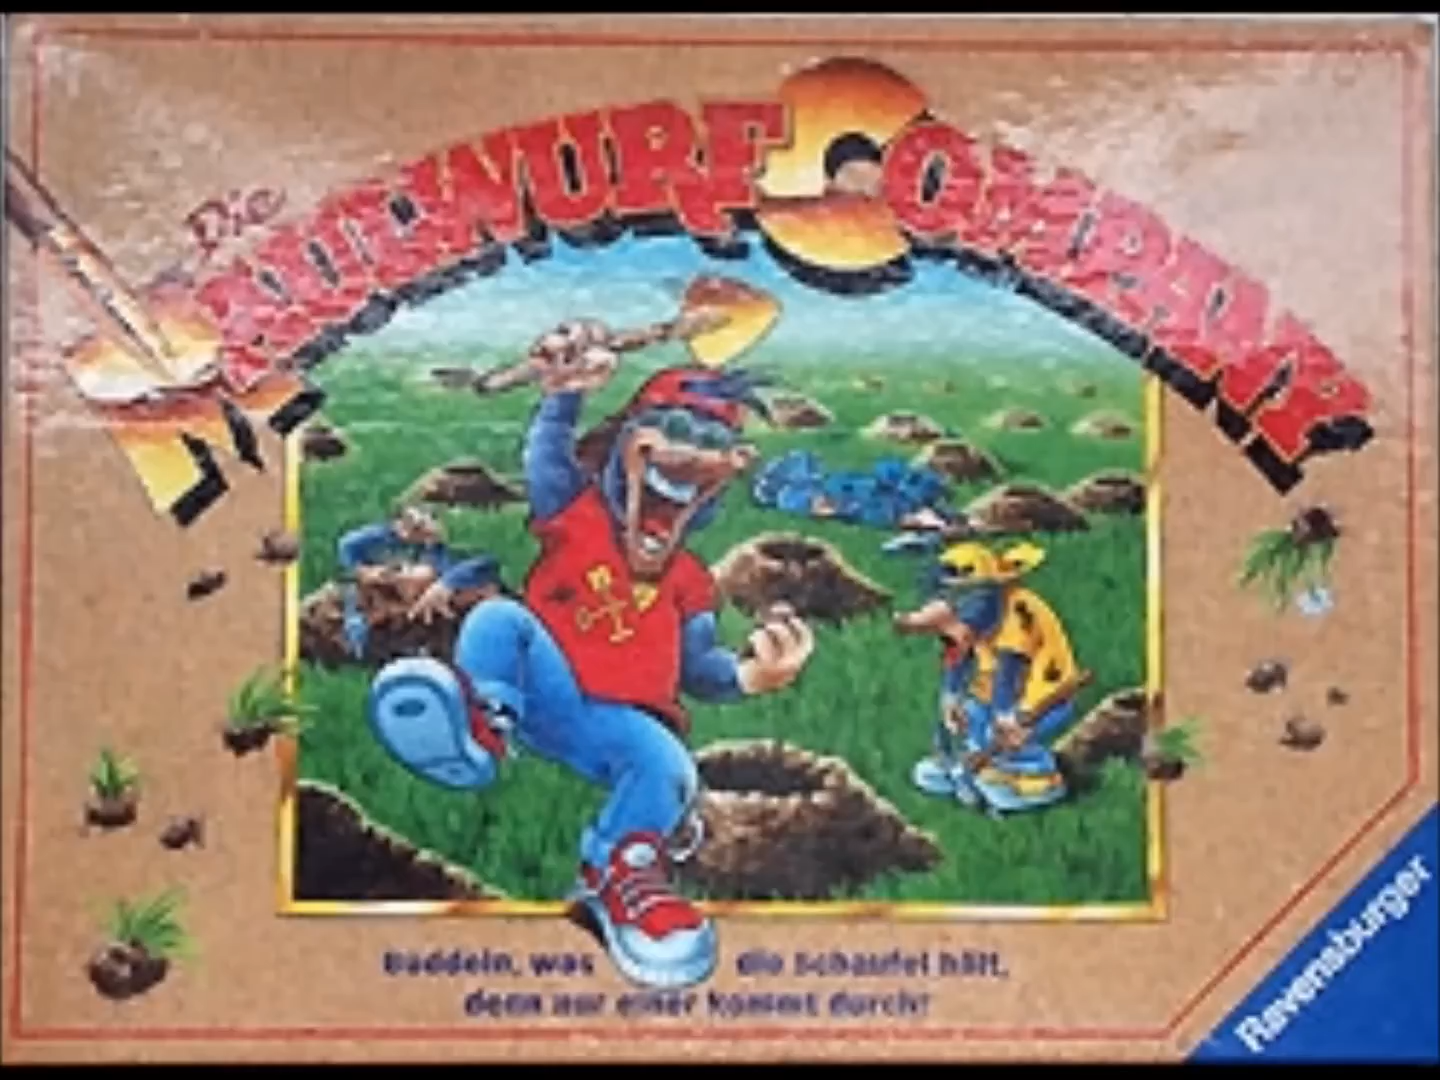 Die
MAULWURF COMPANY
Buddeln, was die Schaufel hält,
denn nur einer kommt durch!
Ravensburger